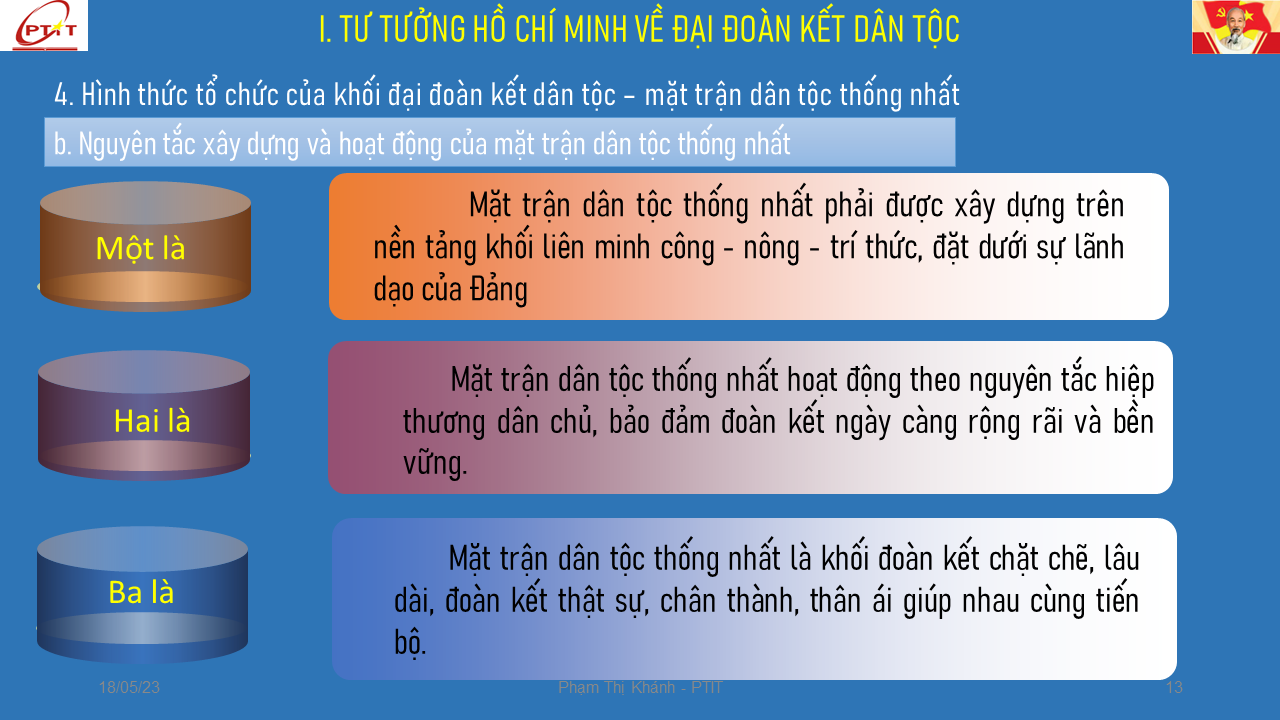 PTIT
I. TƯ TƯỞNG HỒ CHÍ MINH VỀ ĐẠI ĐOÀN KẾT DÂN TỘC
4. Hình thức tổ chức của khối đại đoàn kết dân tộc – mặt trận dân tộc thống nhất
b. Nguyên tắc xây dựng và hoạt động của mặt trận dân tộc thống nhất
Một là
Mặt trận dân tộc thống nhất phải được xây dựng trên
nền tảng khối liên minh công - nông - trí thức, đặt dưới sự lãnh
dạo của Đảng
Hai là
Mặt trận dân tộc thống nhất hoạt động theo nguyên tắc hiệp
thương dân chủ, bảo đảm đoàn kết ngày càng rộng rãi và bền
vững.
Ba là
Mặt trận dân tộc thống nhất là khối đoàn kết chặt chẽ, lâu
dài, đoàn kết thật sự, chân thành, thân ái giúp nhau cùng tiến
bộ.
18/05/23
Phạm Thị Khánh - PTIT
13